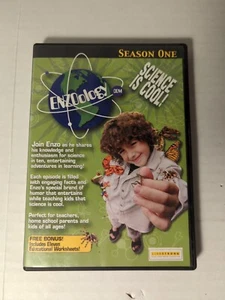 SEASON ONE
ENZOology
SCIENCE
IS COOL!
Join Enzo as he shares
his knowledge and
enthusiasm for science
in ten, entertaining
adventures in learning!
Each episode is filled
with engaging facts and
Enzo's special brand of
humor that entertains
while teaching kids that
science is cool.
Perfect for teachers,
home school parents and
kids of all ages!
FREE BONUS!
Includes Eleven
Educational Worksheets!